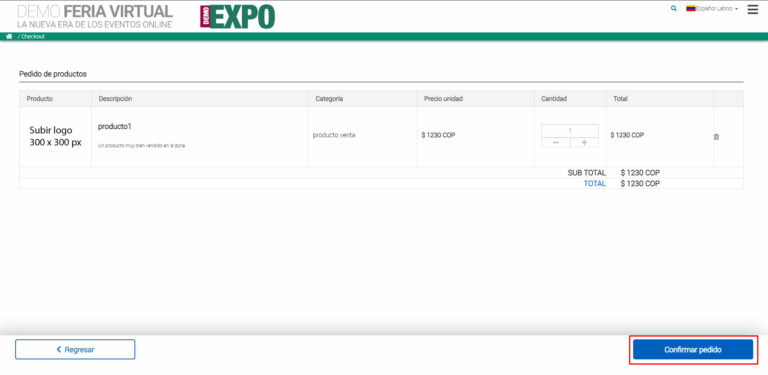 DEMO FERIA VIRTUAL
LA NUEVA ERA DE LOS EVENTOS ONLINE
DEMO EXPO
Español Latino
/ Checkout
Pedido de productos
Producto Descripción Categoría Precio unidad Cantidad Total
Subir logo
300 x 300 px
producto1
Un producto muy bien vendido en la zona
producto venta
$ 1230 COP
1
− +
$ 1230 COP
SUB TOTAL $ 1230 COP
TOTAL $ 1230 COP
Regresar
Confirmar pedido